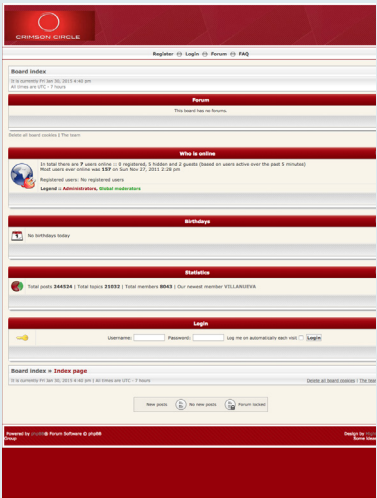 CRIMSON CIRCLE
Register Login Forum FAQ
Board index
It is currently Fri Jan 30, 2015 4:40 pm
All times are UTC - 7 hours
Forum
This board has no forums.
Delete all board cookies | The team
Who is online
In total there are 7 users online :: 0 registered, 5 hidden and 2 guests (based on users active over the past 5 minutes)
Most users ever online was 157 on Sun Nov 27, 2011 2:28 pm
Registered users: No registered users
Legend :: Administrators, Global moderators
Birthdays
No birthdays today
Statistics
Total posts 244524 | Total topics 21032 | Total members 8043 | Our newest member VILLANUEVA
Login
Username: Password: Log me on automatically each visit Login
Board index » Index page
It is currently Fri Jan 30, 2015 4:40 pm | All times are UTC - 7 hours Delete all board cookies | The team
New posts No new posts Forum locked
Powered by phpBB® Forum Software © phpBB Design by
Group Rome